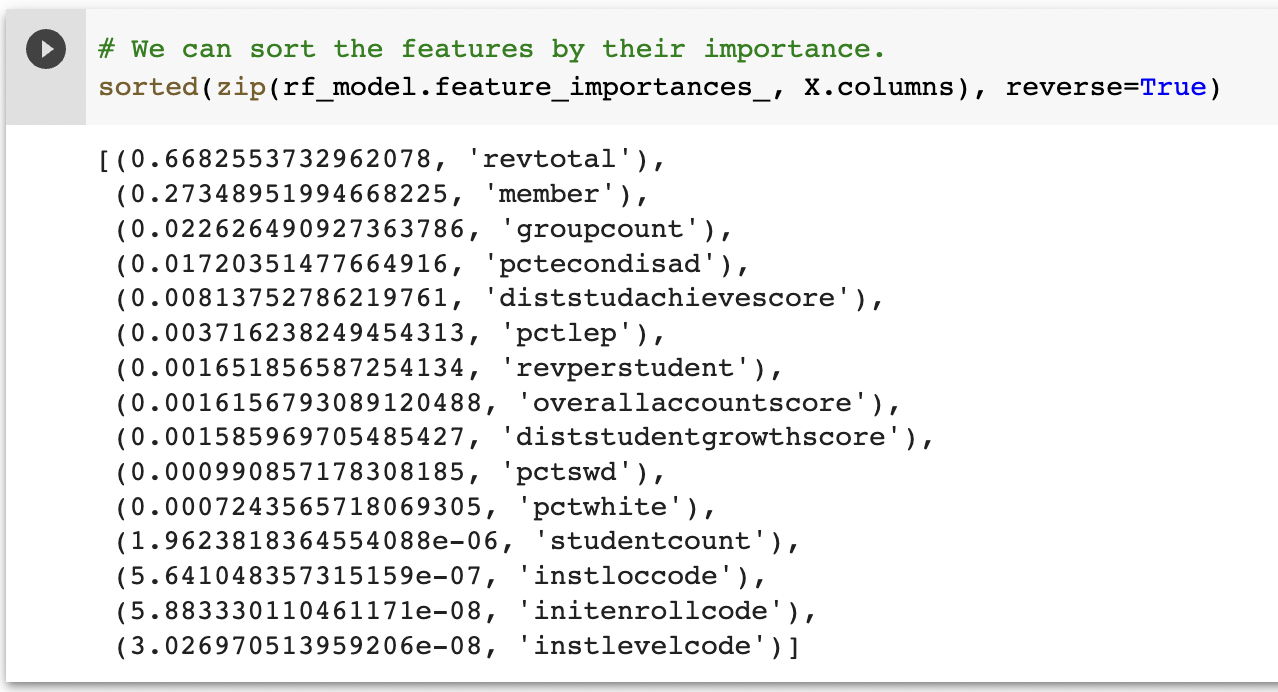 # We can sort the features by their importance.
sorted(zip(rf_model.feature_importances_, X.columns), reverse=True)
[(0.6682553732962078, 'revtotal'),
(0.27348951994668225, 'member'),
(0.022626490927363786, 'groupcount'),
(0.01720351477664916, 'pctecondisad'),
(0.00813752786219761, 'diststudachievescore'),
(0.003716238249454313, 'pctlep'),
(0.001651856587254134, 'revperstudent'),
(0.0016156793089120488, 'overallaccountscore'),
(0.001585969705485427, 'diststudentgrowthscore'),
(0.000990857178308185, 'pctswd'),
(0.0007243565718069305, 'pctwhite'),
(1.9623818364554088e-06, 'studentcount'),
(5.641048357315159e-07, 'instloccode'),
(5.883330110461171e-08, 'initenrollcode'),
(3.026970513959206e-08, 'instlevelcode')]